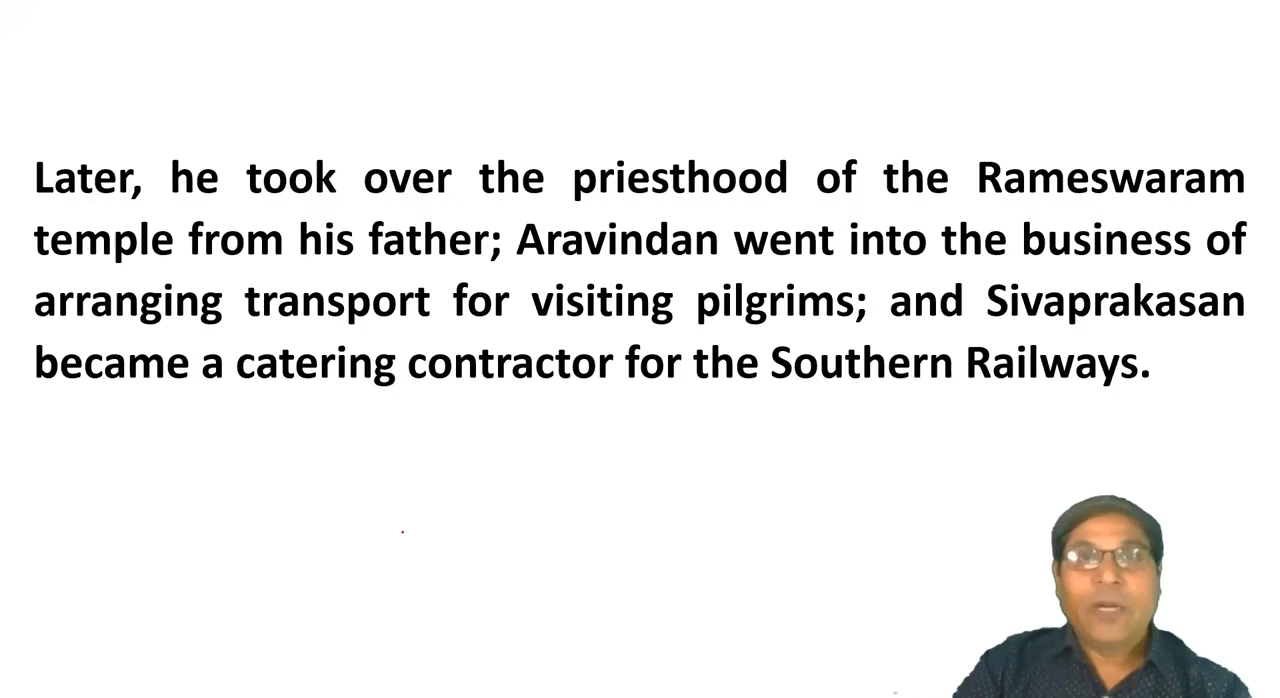 Later, he took over the priesthood of the Rameswaram
temple from his father; Aravindan went into the business of
arranging transport for visiting pilgrims; and Sivaprakasan
became a catering contractor for the Southern Railways.